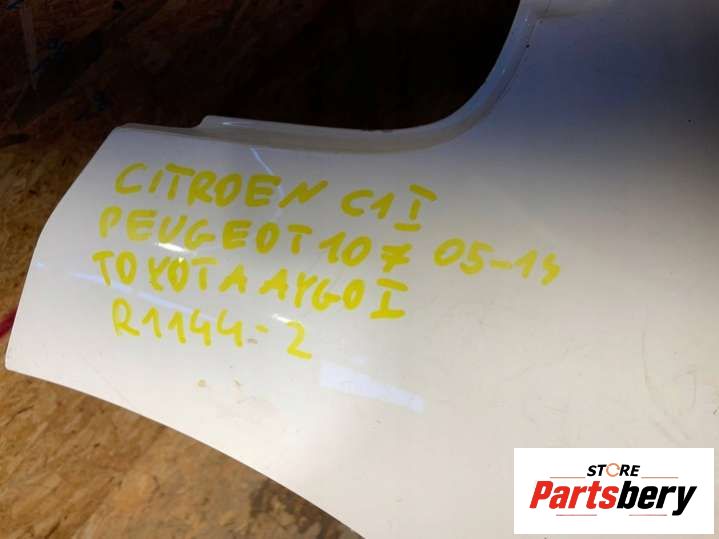 CITROEN C1 I
PEUGEOT 107 05-14
TOYOTA AYGO I
R1144-2
STORE
Partsbery